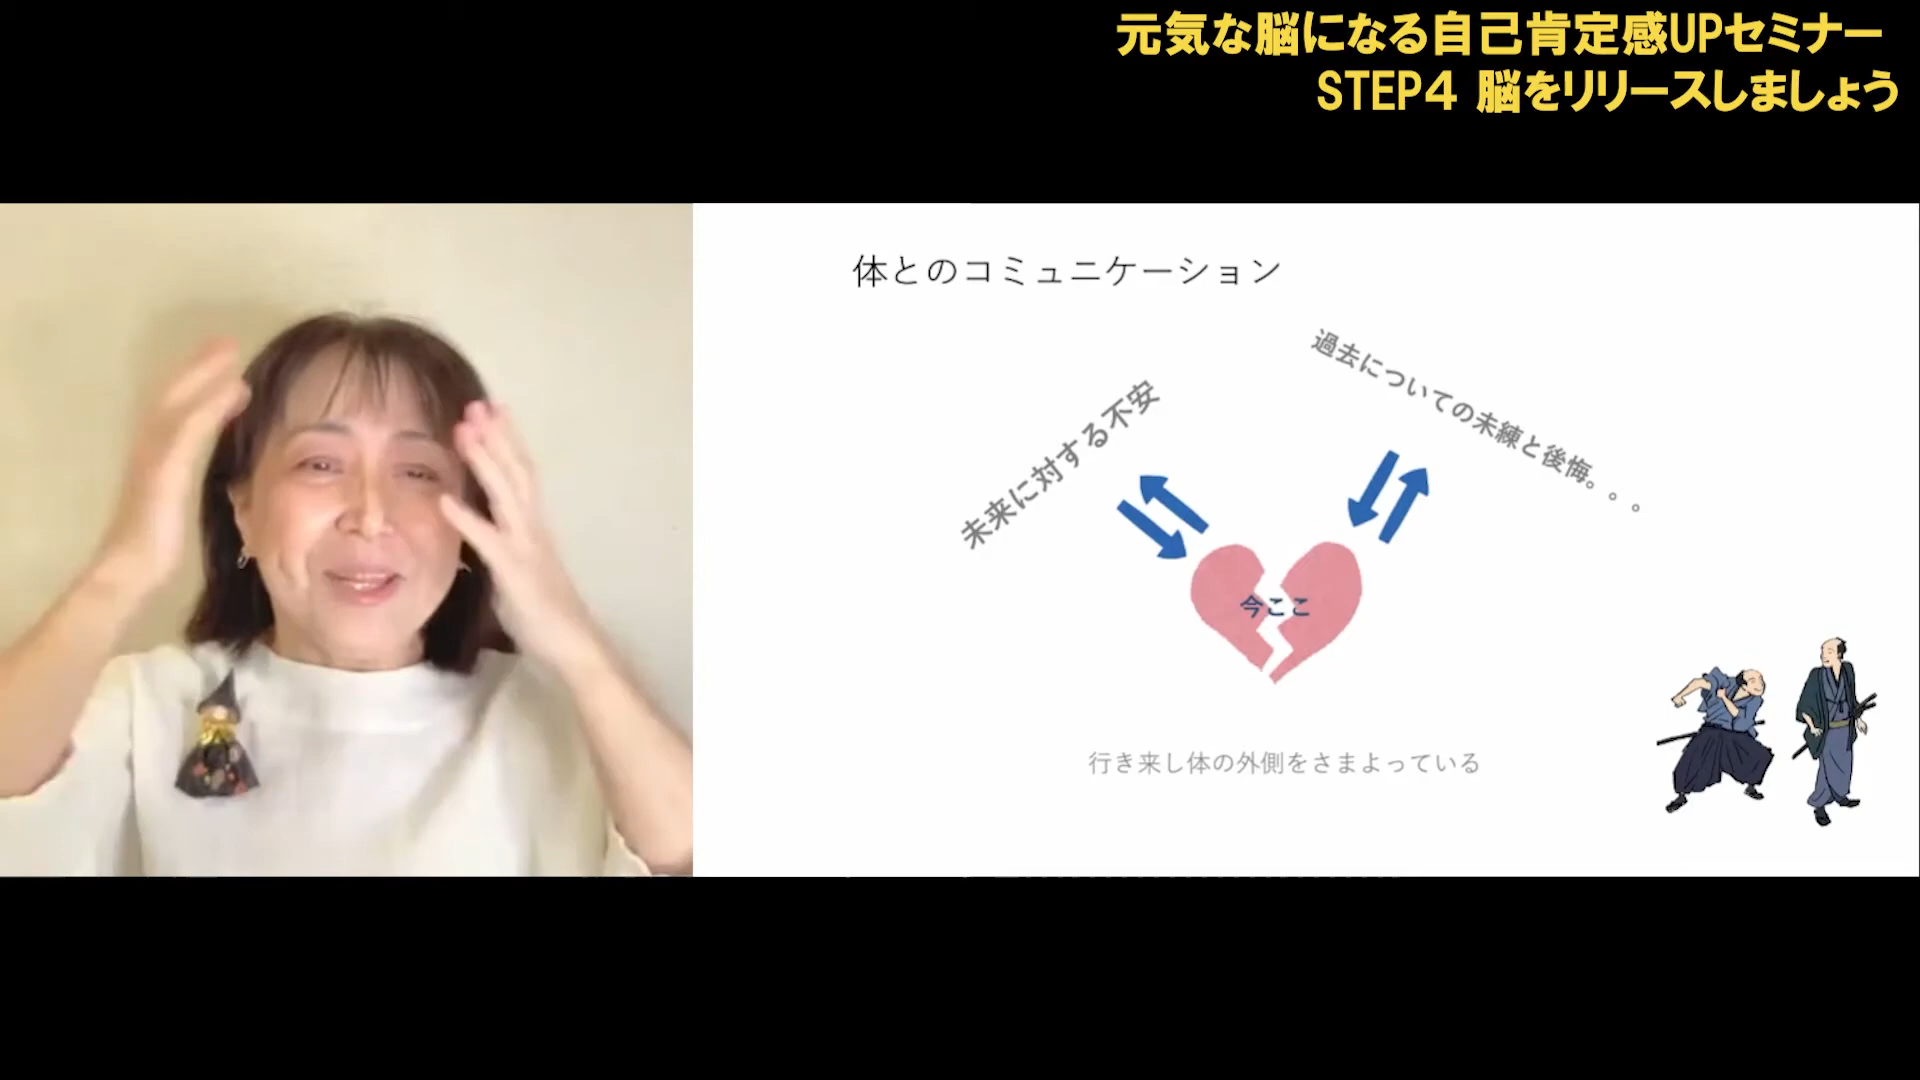 元気な脳になる自己肯定感UPセミナー
STEP4 脳をリリースしましょう
体とのコミュニケーション
過去についての未練と後悔。。。
未来に対する不安
今ここ
行き来し体の外側をさまよっている